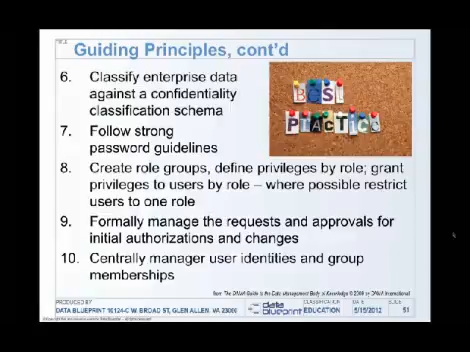 TITLE
Guiding Principles, cont'd
6. Classify enterprise data
against a confidentiality
classification schema
BEST
PRACTICE
7. Follow strong
password guidelines
8. Create role groups, define privileges by role; grant
privileges to users by role – where possible restrict
users to one role
9. Formally manage the requests and approvals for
initial authorizations and changes
10. Centrally manager user identities and group
memberships
from The DAMA Guide to the Data Management Body of Knowledge © 2009 by DAMA International
PRODUCED BY
DATA BLUEPRINT 10124-C W. BROAD ST, GLEN ALLEN, VA 23060
data
blueprint
CLASSIFICATION
EDUCATION
DATE
5/15/2012
SLIDE
51